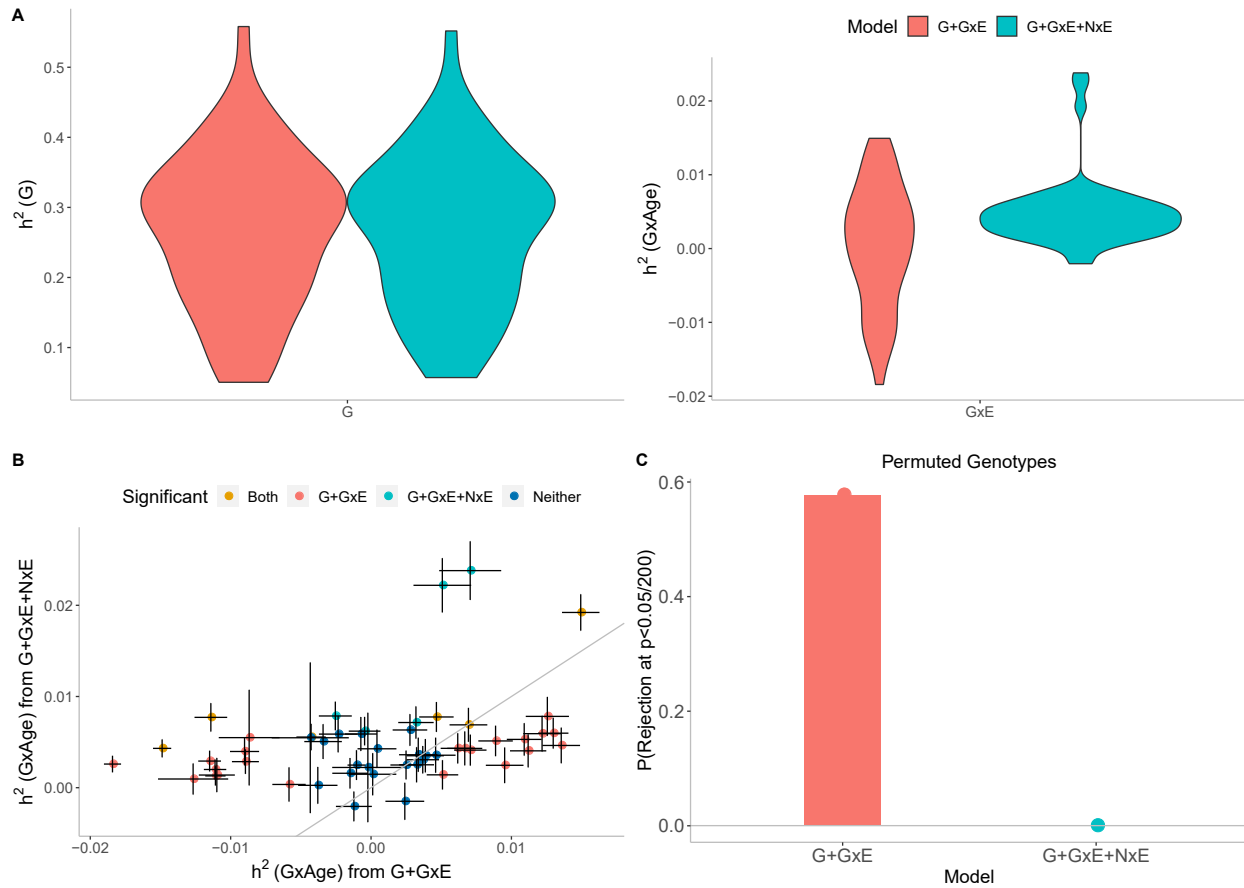 A
h² (G)
0.5
0.4
0.3
0.2
0.1
G
Model G+GxE G+GxE+NxE
h² (GxAge)
0.02
0.01
0.00
−0.01
−0.02
GxE
B
Significant Both G+GxE G+GxE+NxE Neither
h² (GxAge) from G+GxE+NxE
0.02
0.01
0.00
−0.02 −0.01 0.00 0.01
h² (GxAge) from G+GxE
C
Permuted Genotypes
P(Rejection at p<0.05/200)
0.6
0.4
0.2
0.0
G+GxE G+GxE+NxE
Model